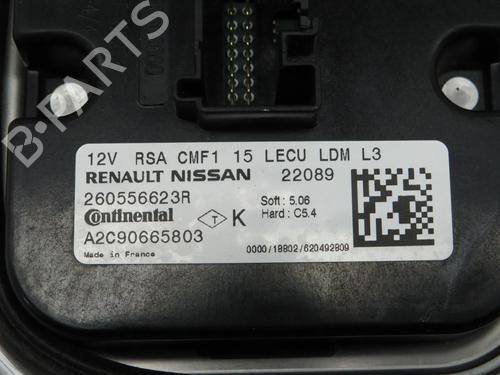 B-PARTS
12V RSA CMF1 15 LECU LDM L3
RENAULT NISSAN 22089
260556623R Soft : 5.06
Continental T K Hard : C5.4
A2C90665803 0000/18802/620492809
Made in France